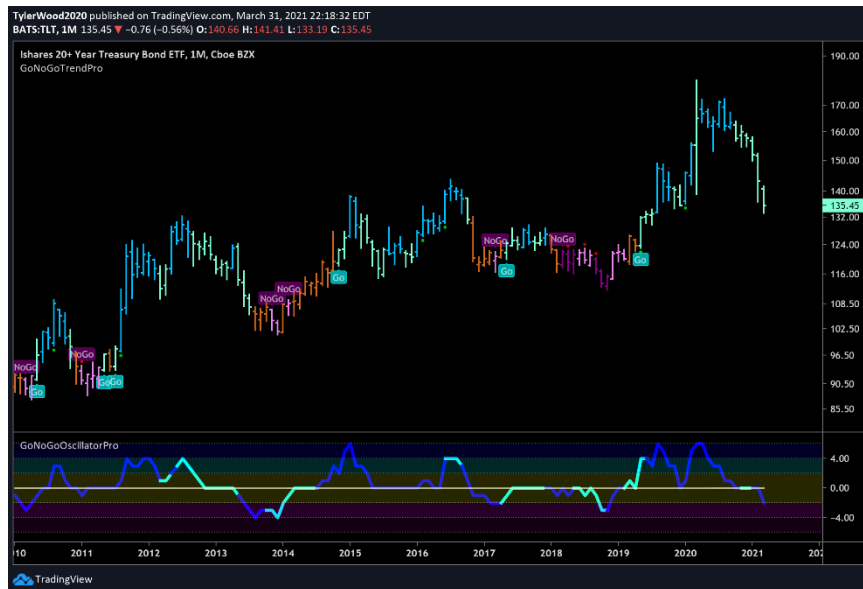 TylerWood2020 published on TradingView.com, March 31, 2021 22:18:32 EDT
BATS:TLT, 1M 135.45 ▼ −0.76 (−0.56%) O:140.66 H:141.41 L:133.19 C:135.45
Ishares 20+ Year Treasury Bond ETF, 1M, Cboe BZX
GoNoGoTrendPro
190.00
170.00
160.00
150.00
140.00
135.45
132.00
NoGo NoGo
124.00
Go
Go
Go
116.00
NoGo
NoGo
108.50
102.50
NoGo
96.50
NoGo
Go Go
90.50
Go
85.50
GoNoGoOscillatorPro
4.00
0.00
−4.00
10 2011 2012 2013 2014 2015 2016 2017 2018 2019 2020 2021 202
TradingView